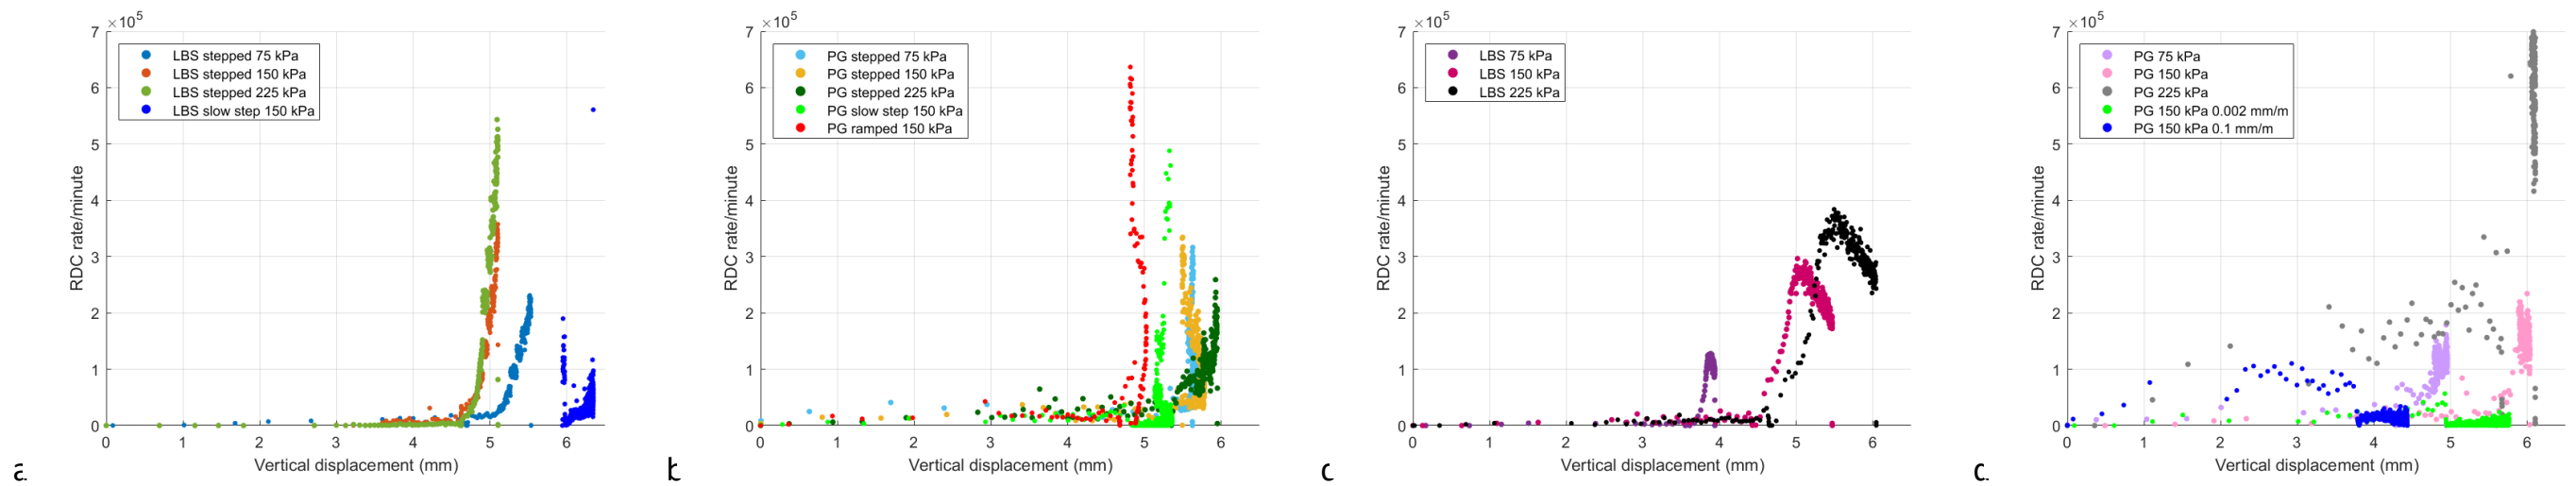 ×10^5
7
6
5
4
3
2
1
0
RDC rate/minute
LBS stepped 75 kPa
LBS stepped 150 kPa
LBS stepped 225 kPa
LBS slow step 150 kPa
0 1 2 3 4 5 6
Vertical displacement (mm)
a.
×10^5
7
6
5
4
3
2
1
0
RDC rate/minute
PG stepped 75 kPa
PG stepped 150 kPa
PG stepped 225 kPa
PG slow step 150 kPa
PG ramped 150 kPa
0 1 2 3 4 5 6
Vertical displacement (mm)
b
×10^5
7
6
5
4
3
2
1
0
RDC rate/minute
LBS 75 kPa
LBS 150 kPa
LBS 225 kPa
0 1 2 3 4 5 6
Vertical displacement (mm)
c
×10^5
7
6
5
4
3
2
1
0
RDC rate/minute
PG 75 kPa
PG 150 kPa
PG 225 kPa
PG 150 kPa 0.002 mm/m
PG 150 kPa 0.1 mm/m
0 1 2 3 4 5 6
Vertical displacement (mm)